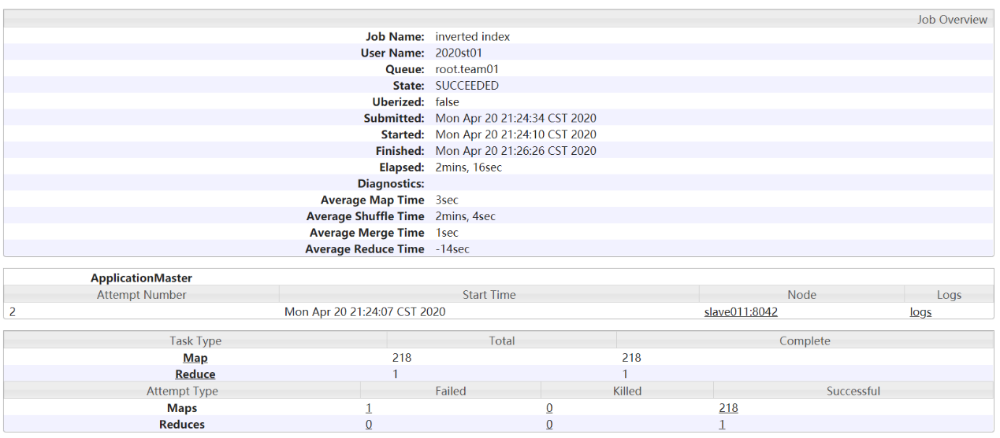 Job Overview
Job Name: inverted index
User Name: 2020st01
Queue: root.team01
State: SUCCEEDED
Uberized: false
Submitted: Mon Apr 20 21:24:34 CST 2020
Started: Mon Apr 20 21:24:10 CST 2020
Finished: Mon Apr 20 21:26:26 CST 2020
Elapsed: 2mins, 16sec
Diagnostics:
Average Map Time 3sec
Average Shuffle Time 2mins, 4sec
Average Merge Time 1sec
Average Reduce Time -14sec
ApplicationMaster
Attempt Number Start Time Node Logs
2 Mon Apr 20 21:24:07 CST 2020 slave011:8042 logs
Task Type Total Complete
Map 218 218
Reduce 1 1
Attempt Type Failed Killed Successful
Maps 1 0 218
Reduces 0 0 1